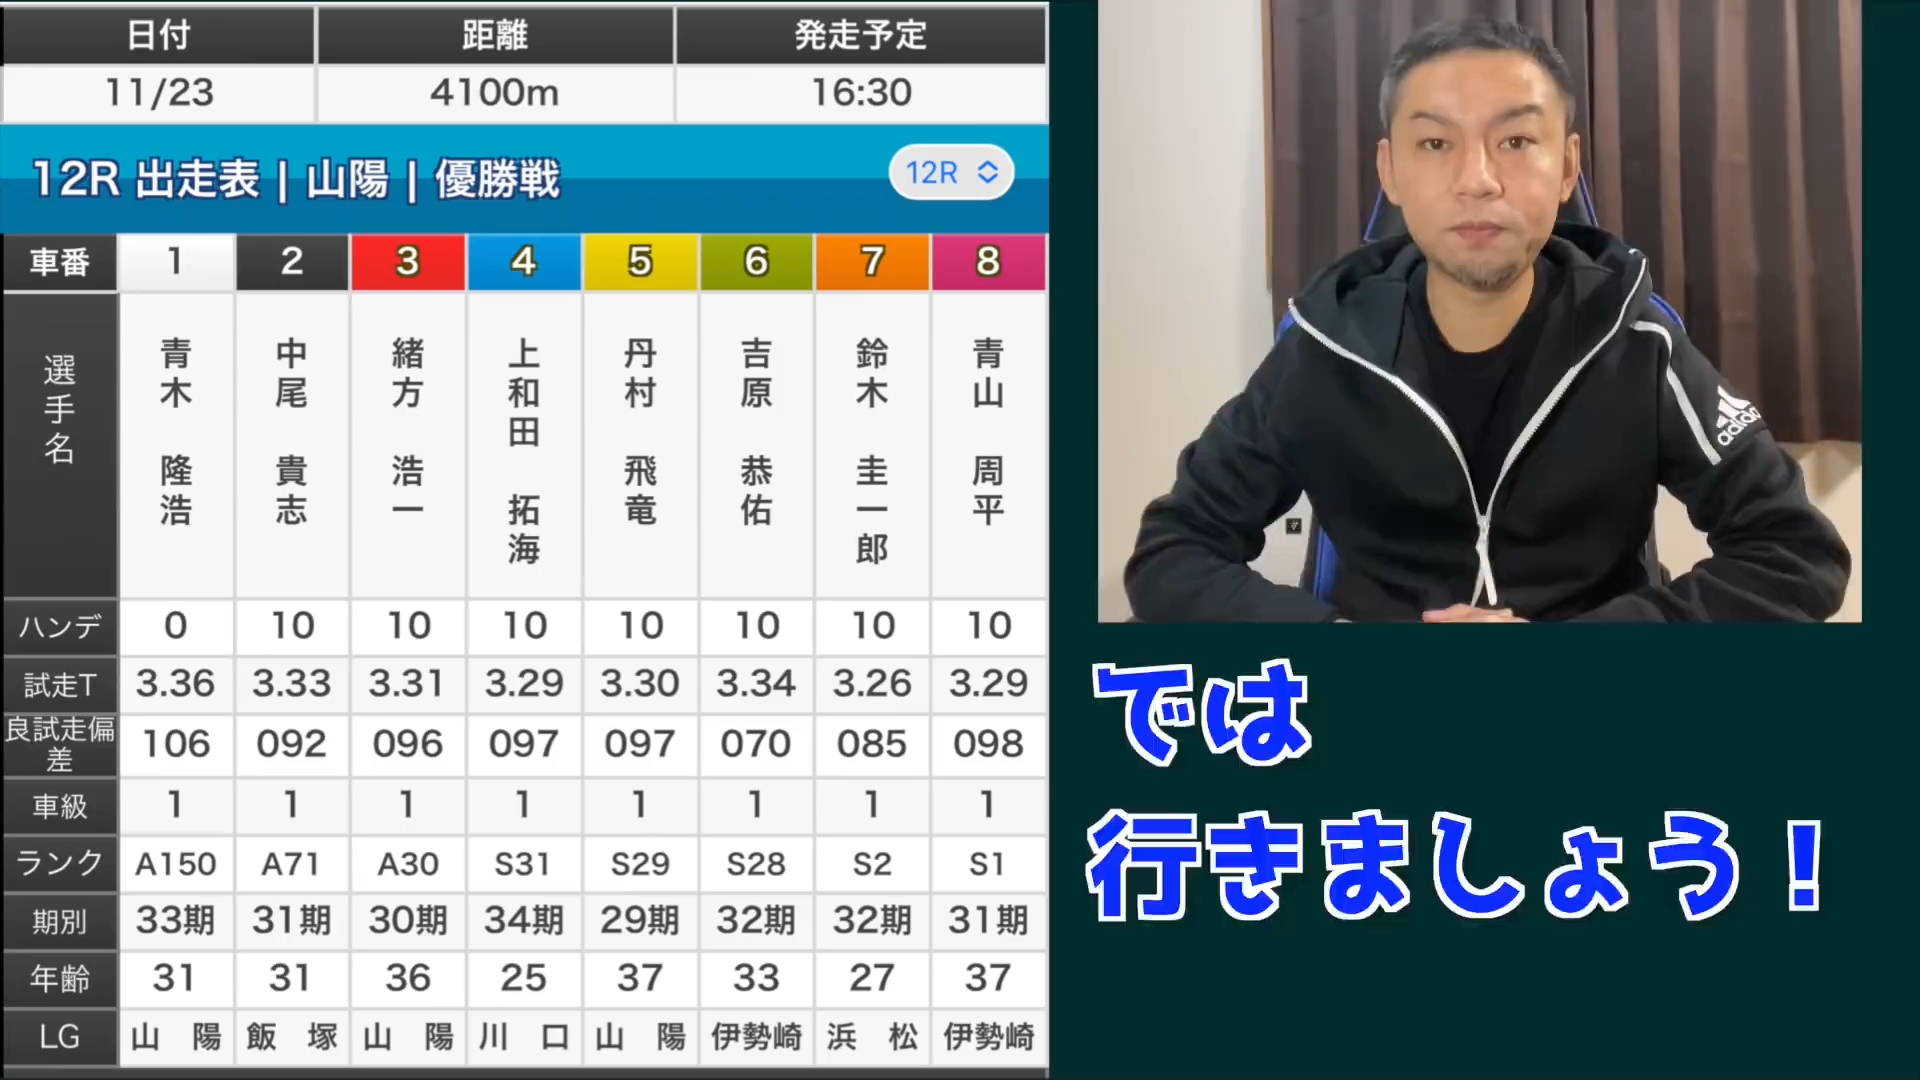 日付 距離 発走予定
11/23 4100m 16:30
12R 出走表 | 山陽 | 優勝戦 12R
車番 1 2 3 4 5 6 7 8
選手名 青木 隆浩 中尾 貴志 緒方 浩一 上和田 拓海 丹村 飛竜 吉原 恭佑 鈴木 圭一郎 青山 周平
ハンデ 0 10 10 10 10 10 10 10
試走T 3.36 3.33 3.31 3.29 3.30 3.34 3.26 3.29
良試走偏差 106 092 096 097 097 070 085 098
車級 1 1 1 1 1 1 1 1
ランク A150 A71 A30 S31 S29 S28 S2 S1
期別 33期 31期 30期 34期 29期 32期 32期 31期
年齢 31 31 36 25 37 33 27 37
LG 山陽 飯塚 山陽 川口 山陽 伊勢崎 浜松 伊勢崎
adidas
では
行きましょう！